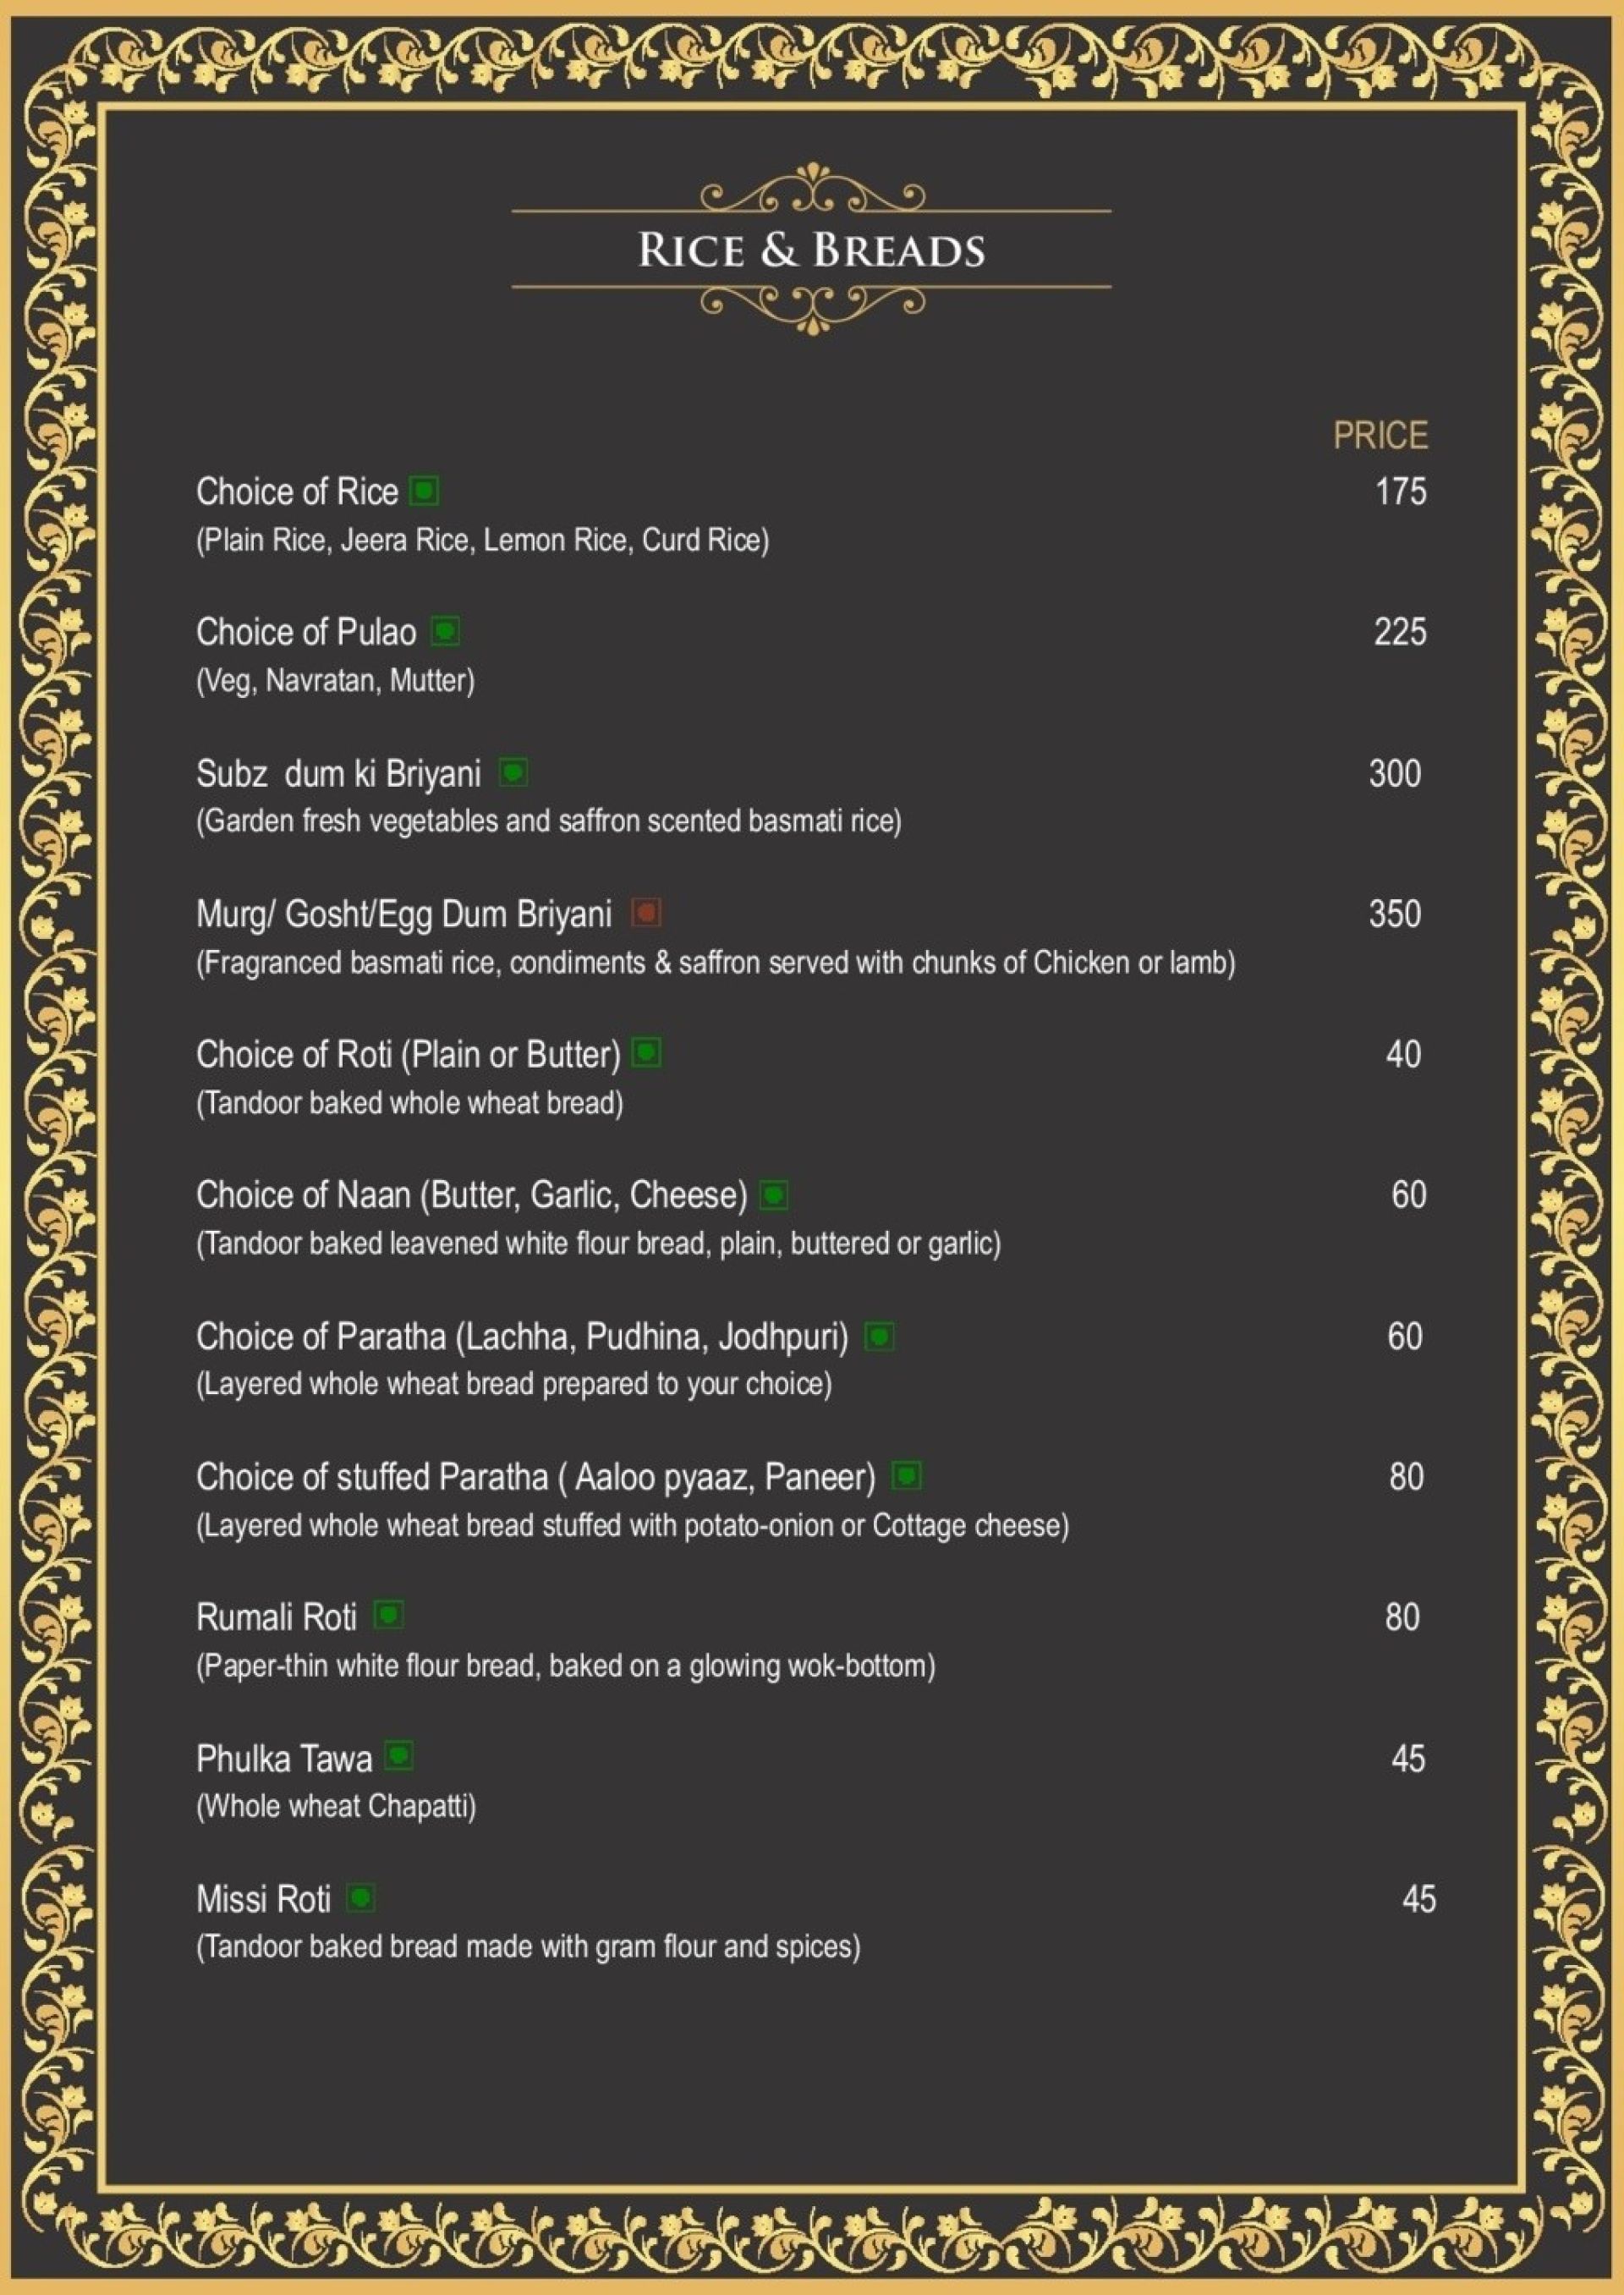 RICE & BREADS
PRICE
Choice of Rice 175
(Plain Rice, Jeera Rice, Lemon Rice, Curd Rice)
Choice of Pulao 225
(Veg, Navratan, Mutter)
Subz dum ki Briyani 300
(Garden fresh vegetables and saffron scented basmati rice)
Murg/ Gosht/Egg Dum Briyani 350
(Fragranced basmati rice, condiments & saffron served with chunks of Chicken or lamb)
Choice of Roti (Plain or Butter) 40
(Tandoor baked whole wheat bread)
Choice of Naan (Butter, Garlic, Cheese) 60
(Tandoor baked leavened white flour bread, plain, buttered or garlic)
Choice of Paratha (Lachha, Pudhina, Jodhpuri) 60
(Layered whole wheat bread prepared to your choice)
Choice of stuffed Paratha ( Aaloo pyaaz, Paneer) 80
(Layered whole wheat bread stuffed with potato-onion or Cottage cheese)
Rumali Roti 80
(Paper-thin white flour bread, baked on a glowing wok-bottom)
Phulka Tawa 45
(Whole wheat Chapatti)
Missi Roti 45
(Tandoor baked bread made with gram flour and spices)